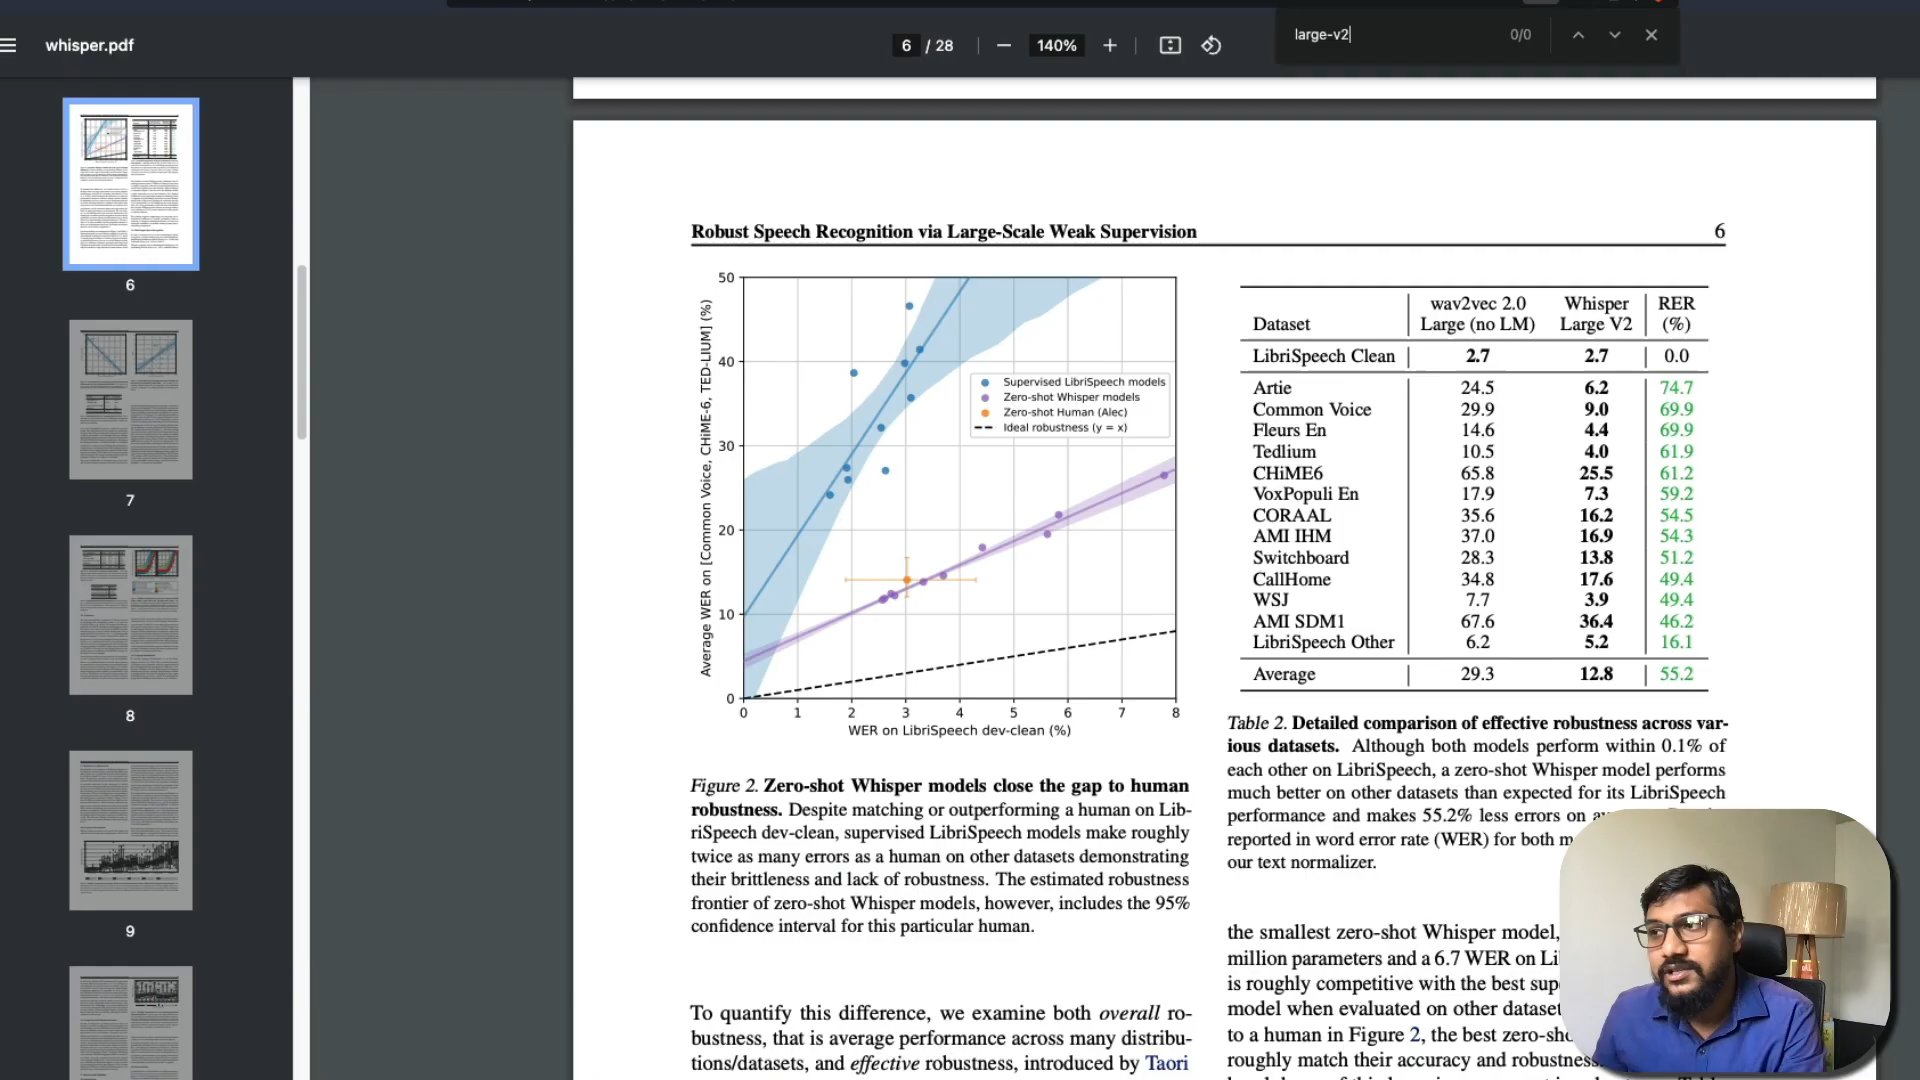 whisper.pdf
6 / 28
140%
large-v2
0/0
6
7
8
9
Robust Speech Recognition via Large-Scale Weak Supervision 6
50
40
30
20
10
0
Average WER on [Common Voice, CHiME-6, TED-LIUM] (%)
Supervised LibriSpeech models
Zero-shot Whisper models
Zero-shot Human (Alec)
Ideal robustness (y = x)
0 1 2 3 4 5 6 7 8
WER on LibriSpeech dev-clean (%)
Figure 2. Zero-shot Whisper models close the gap to human
robustness. Despite matching or outperforming a human on Lib-
riSpeech dev-clean, supervised LibriSpeech models make roughly
twice as many errors as a human on other datasets demonstrating
their brittleness and lack of robustness. The estimated robustness
frontier of zero-shot Whisper models, however, includes the 95%
confidence interval for this particular human.
To quantify this difference, we examine both overall ro-
bustness, that is average performance across many distribu-
tions/datasets, and effective robustness, introduced by Taori
wav2vec 2.0 Whisper RER
Dataset Large (no LM) Large V2 (%)
LibriSpeech Clean 2.7 2.7 0.0
Artie 24.5 6.2 74.7
Common Voice 29.9 9.0 69.9
Fleurs En 14.6 4.4 69.9
Tedlium 10.5 4.0 61.9
CHiME6 65.8 25.5 61.2
VoxPopuli En 17.9 7.3 59.2
CORAAL 35.6 16.2 54.5
AMI IHM 37.0 16.9 54.3
Switchboard 28.3 13.8 51.2
CallHome 34.8 17.6 49.4
WSJ 7.7 3.9 49.4
AMI SDM1 67.6 36.4 46.2
LibriSpeech Other 6.2 5.2 16.1
Average 29.3 12.8 55.2
Table 2. Detailed comparison of effective robustness across var-
ious datasets. Although both models perform within 0.1% of
each other on LibriSpeech, a zero-shot Whisper model performs
much better on other datasets than expected for its LibriSpeech
performance and makes 55.2% less errors on
reported in word error rate (WER) for both
our text normalizer.
the smallest zero-shot Whisper model,
million parameters and a 6.7 WER on
is roughly competitive with the best
model when evaluated on other
to a human in Figure 2, the best
roughly match their accuracy and